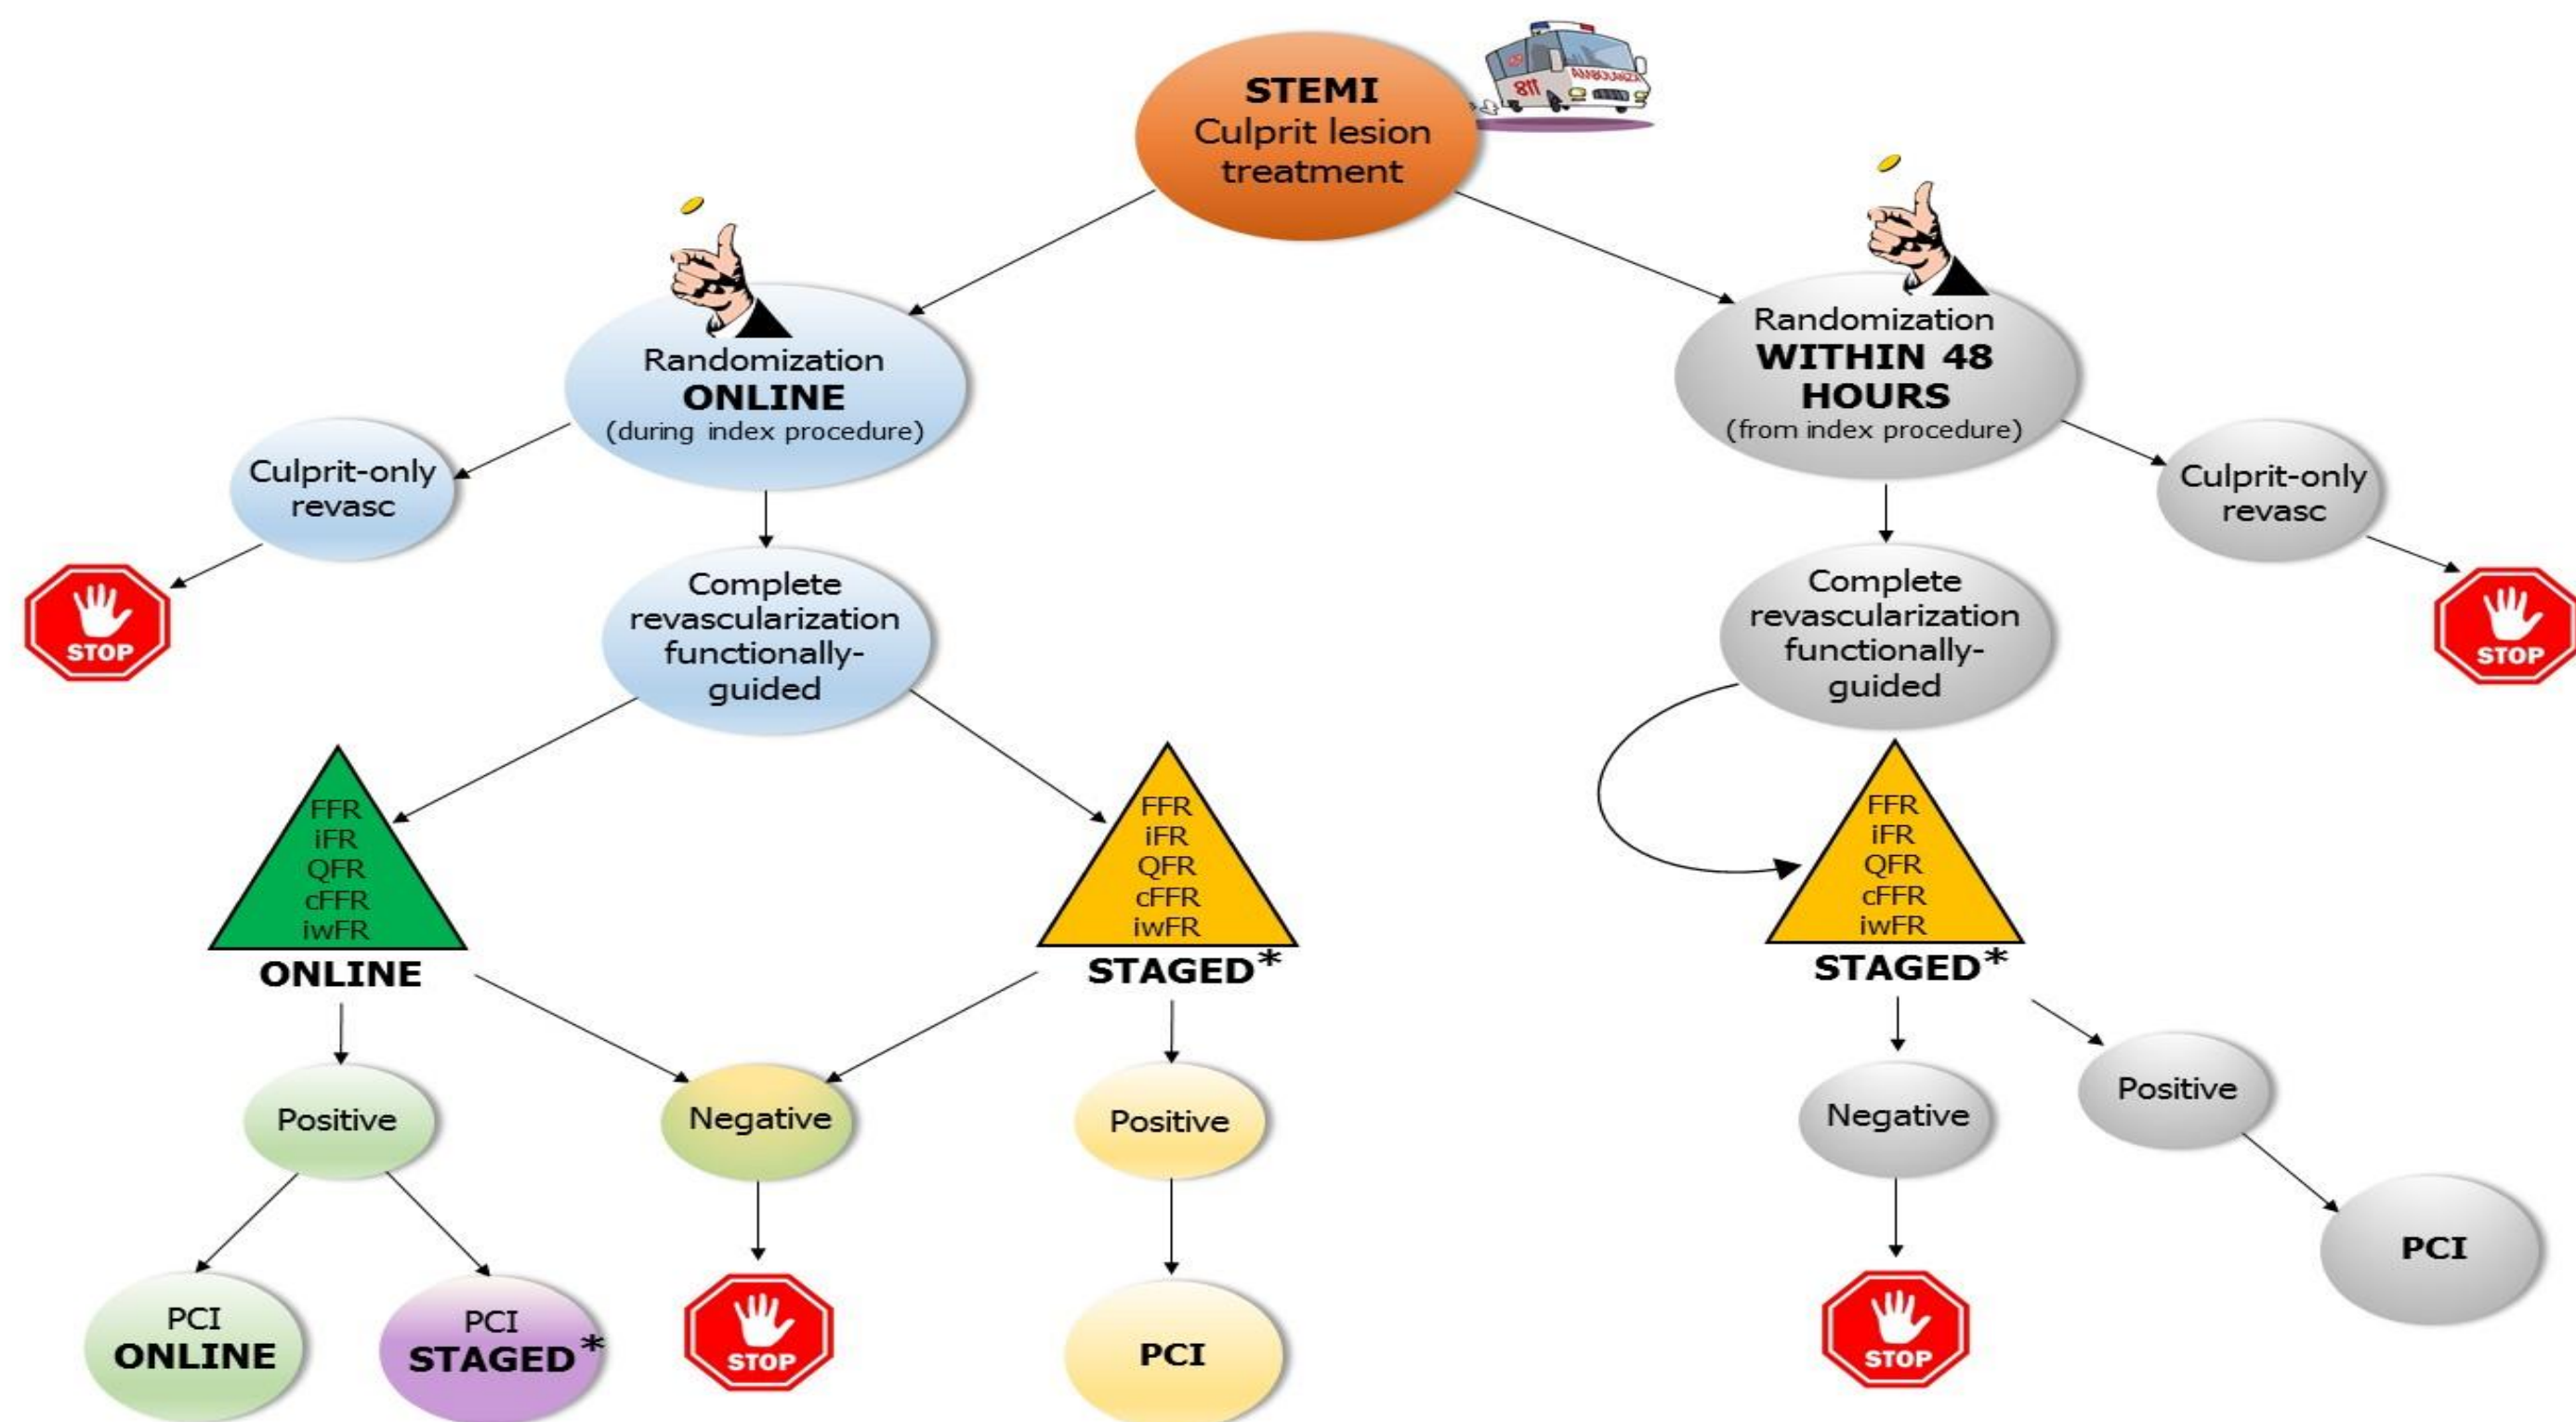 STEMI
Culprit lesion
treatment
AMBULANZA
118
Randomization
ONLINE
(during index procedure)
Randomization
WITHIN 48
HOURS
(from index procedure)
Culprit-only
revasc
Culprit-only
revasc
STOP
Complete
revascularization
functionally-
guided
Complete
revascularization
functionally-
guided
STOP
FFR
iFR
QFR
cFFR
iwFR
ONLINE
FFR
iFR
QFR
cFFR
iwFR
STAGED*
FFR
iFR
QFR
cFFR
iwFR
STAGED*
Positive
Negative
Positive
Negative
Positive
PCI
ONLINE
PCI
STAGED*
STOP
PCI
STOP
PCI